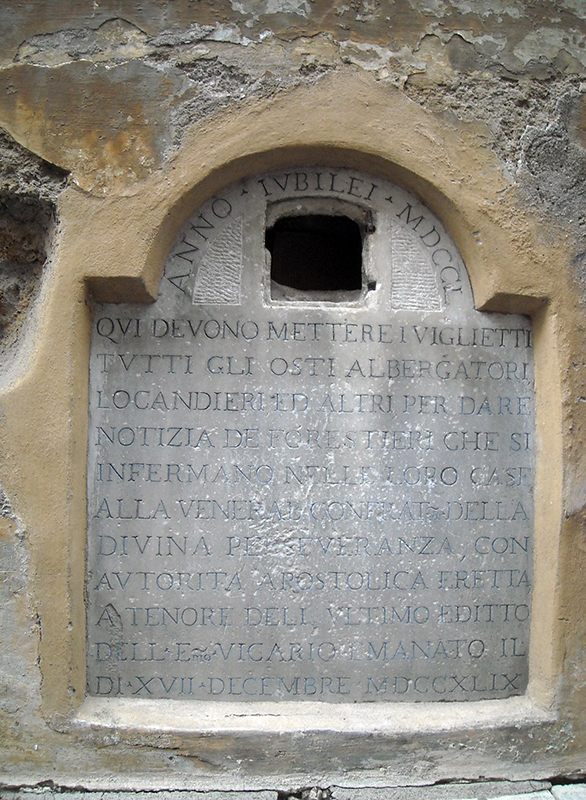 ANNO · IVBILEI · MDCCL
QVI DEVONO METTERE I VIGLIETTI
TVTTI GLI OSTI ALBERGATORI,
LOCANDIERI ED ALTRI PER DARE
NOTIZIA DE FORESTIERI CHE SI
INFERMANO NELLE LORO CASE
ALLA VENERAB. CONFRAT~ DELLA
DIVINA PERSEVERANZA, CON
AVTORITÀ APOSTOLICA ERETTA
A TENORE DELL VLTIMO EDITTO
DELL·E~mo VICARIO EMANATO IL
DI·XVII·DECEMBRE MDCCXLIX